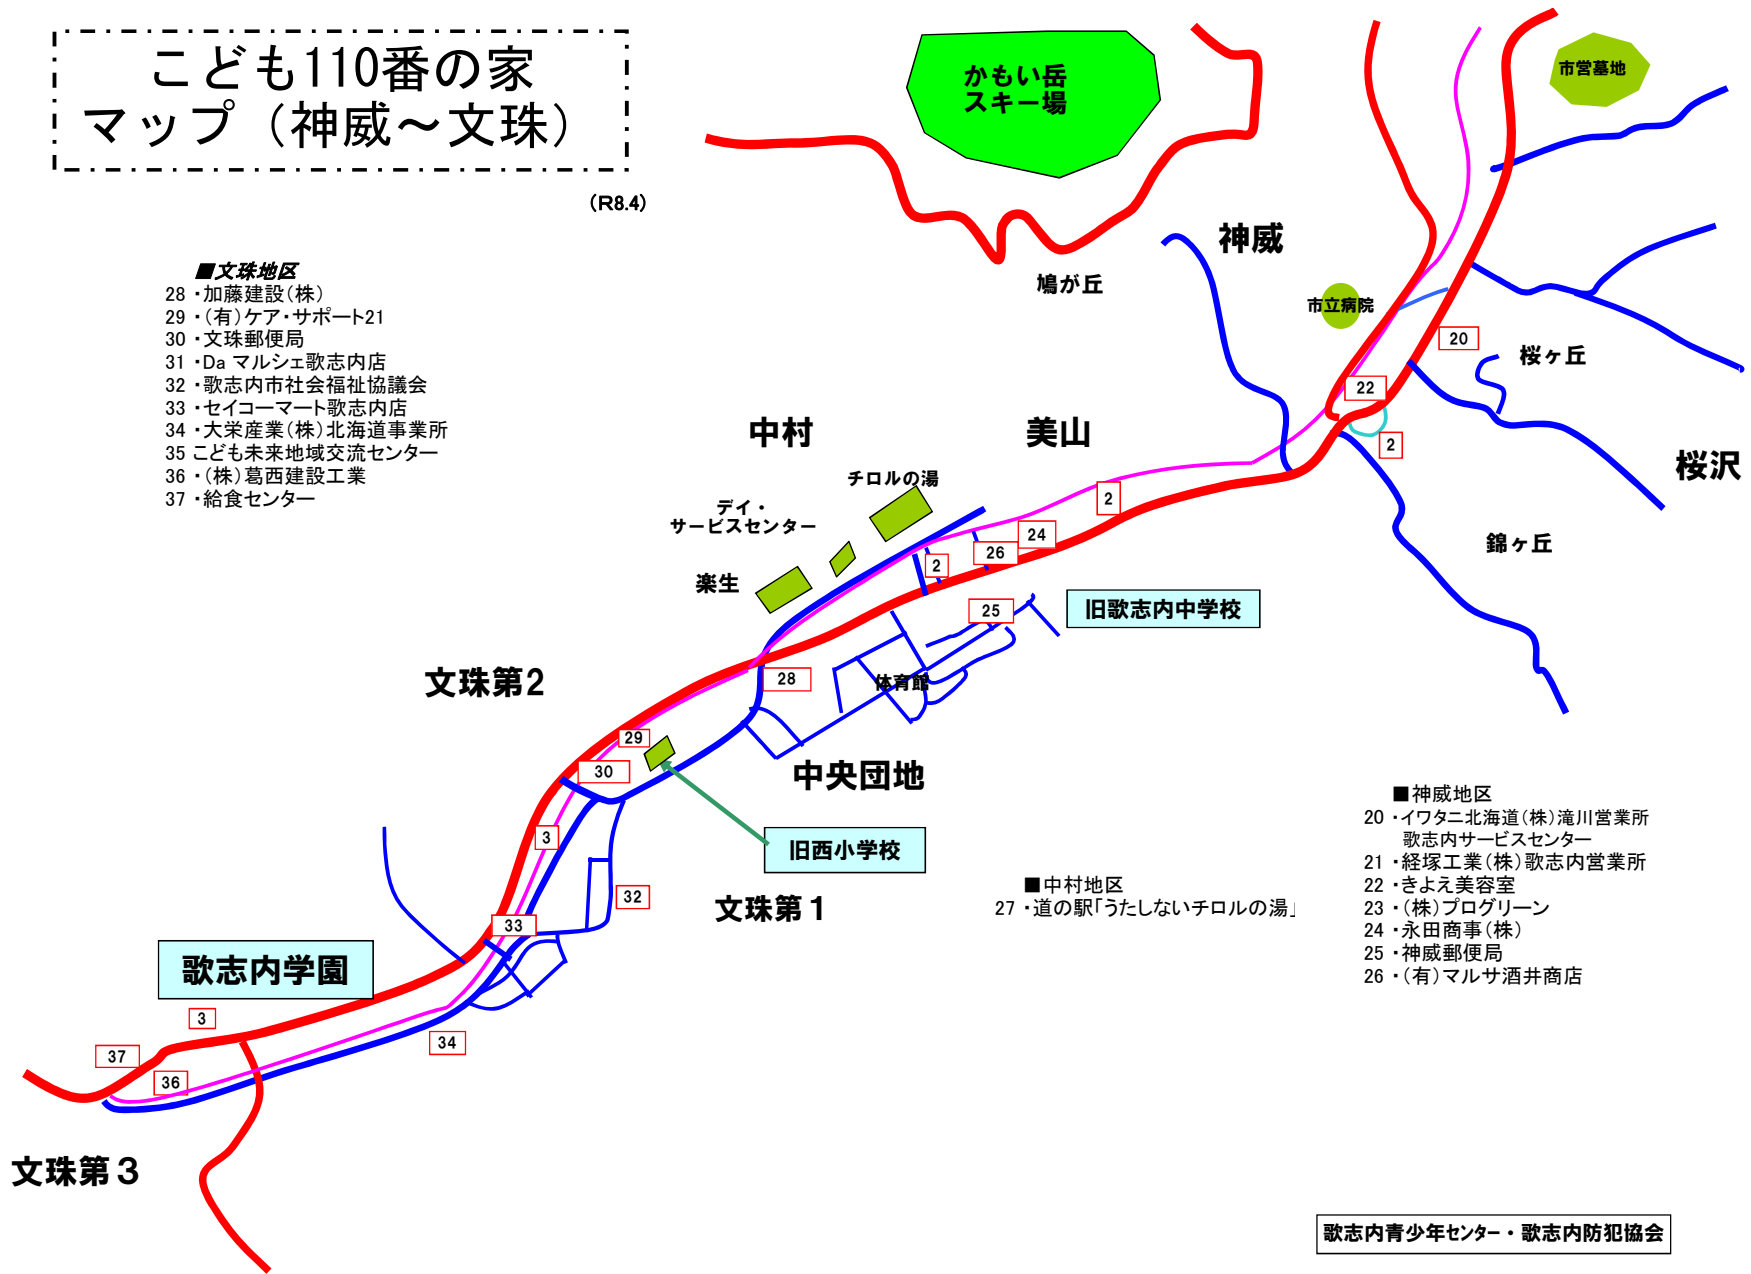 こども110番の家
マップ（神威～文珠）
(R8.4)
■文珠地区
28 ・加藤建設(株)
29 ・(有)ケア・サポート21
30 ・文珠郵便局
31 ・Da マルシェ歌志内店
32 ・歌志内市社会福祉協議会
33 ・セイコーマート歌志内店
34 ・大栄産業(株)北海道事業所
35 こども未来地域交流センター
36 ・(株)葛西建設工業
37 ・給食センター
かもい岳
スキー場
市営墓地
神威
鳩が丘
市立病院
20
桜ヶ丘
22
2
桜沢
中村
美山
チロルの湯
デイ・
サービスセンター
2
24
26
2
錦ヶ丘
楽生
25
旧歌志内中学校
文珠第2
28
体育館
29
30
中央団地
3
旧西小学校
32
文珠第１
33
歌志内学園
3
34
37
36
文珠第３
■中村地区
27 ・道の駅「うたしないチロルの湯」
■神威地区
20 ・イワタニ北海道(株)滝川営業所
歌志内サービスセンター
21 ・経塚工業(株)歌志内営業所
22 ・きよえ美容室
23 ・(株)プログリーン
24 ・永田商事(株)
25 ・神威郵便局
26 ・(有)マルサ酒井商店
歌志内青少年センター・歌志内防犯協会